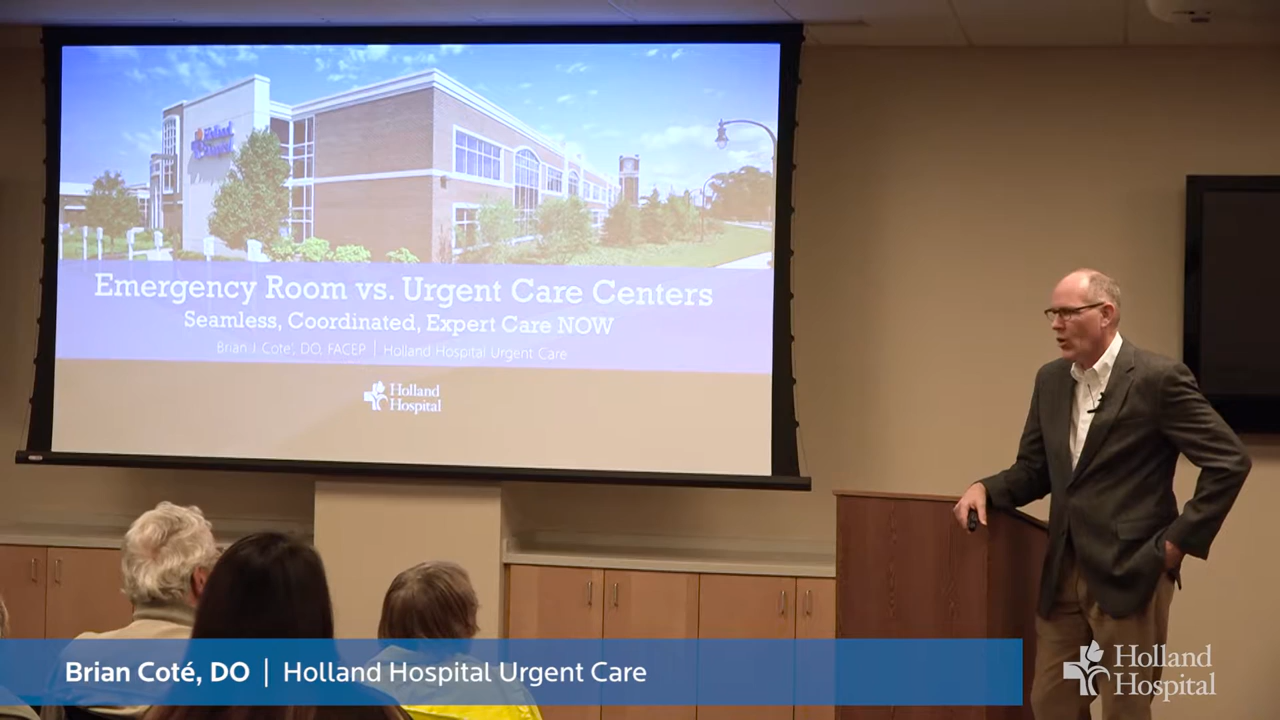 Holland
Hospital
Emergency Room vs. Urgent Care Centers
Seamless, Coordinated, Expert Care NOW
Brian J Cote', DO, FACEP | Holland Hospital Urgent Care
Holland
Hospital
Brian Coté, DO | Holland Hospital Urgent Care
Holland
Hospital